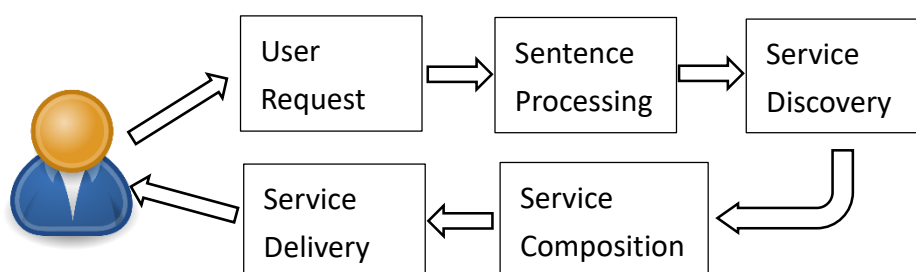 User
Request
Sentence
Processing
Service
Discovery
Service
Composition
Service
Delivery